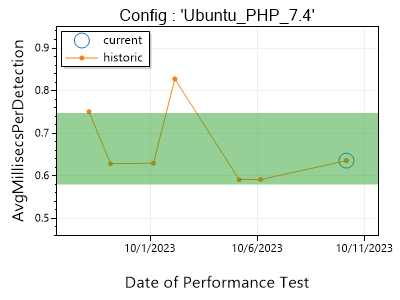 Config : 'Ubuntu_PHP_7.4'
current
historic
AvgMillisecsPerDetection
0.9
0.8
0.7
0.6
0.5
10/1/2023
10/6/2023
10/11/2023
Date of Performance Test